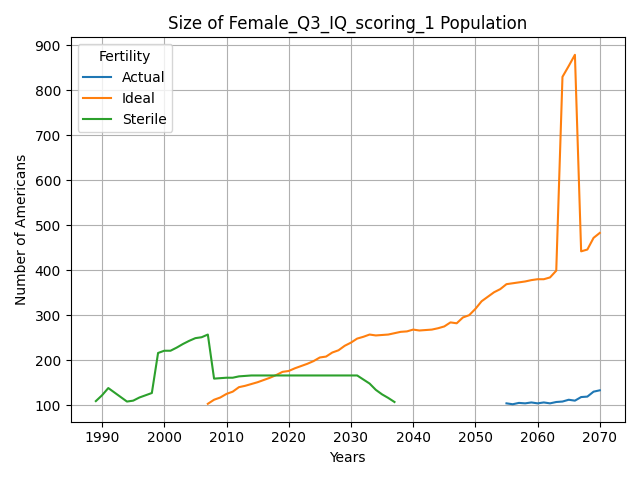 Size of Female_Q3_IQ_scoring_1 Population
Fertility
Actual
Ideal
Sterile
Number of Americans
900
800
700
600
500
400
300
200
100
1990 2000 2010 2020 2030 2040 2050 2060 2070
Years